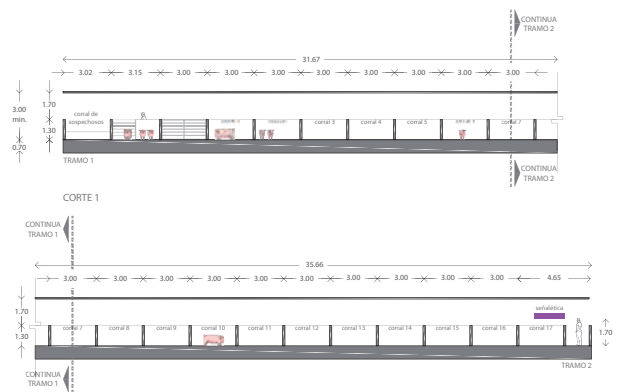 CONTINUA
TRAMO 2
31.67
3.02 3.15 3.00 3.00 3.00 3.00 3.00 3.00 3.00 3.00
3.00
min.
1.70
1.30
0.70
corral de
sospechosos
corral 3 corral 4 corral 5 corral 7
TRAMO 1
CONTINUA
TRAMO 2
CORTE 1
CONTINUA
TRAMO 1
35.66
3.00 3.00 3.00 3.00 3.00 3.00 3.00 3.00 3.00 3.00 4.65
señalética
1.70
1.30
corral 7 corral 8 corral 9 corral 10 corral 11 corral 12 corral 13 corral 14 corral 15 corral 16 corral 17
1.70
TRAMO 2
CONTINUA
TRAMO 1